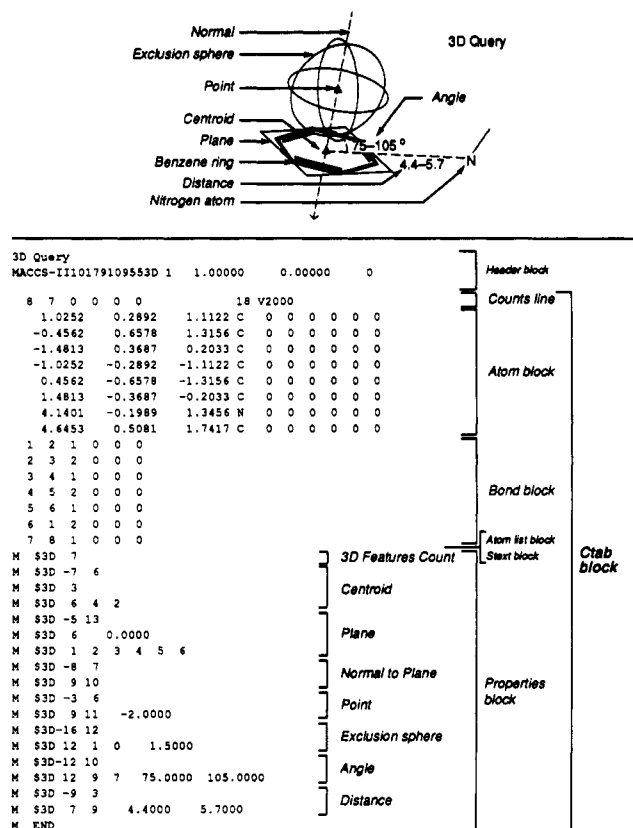 Normal
3D Query
Exclusion sphere
Point
Angle
Centroid
Plane
75–105 °
Benzene ring
4.4–5.7
N
Distance
Nitrogen atom
3D Query
MACCS-II10179109553D 1 1.00000 0.00000 0
Header block
8 7 0 0 0 18 V2000
Counts line
1.0252 0.2892 1.1122 C 0 0 0 0 0 0
-0.4562 0.6578 1.3156 C 0 0 0 0 0 0
-1.4813 0.3687 0.2033 C 0 0 0 0 0 0
-1.0252 -0.2892 -1.1122 C 0 0 0 0 0 0
Atom block
0.4562 -0.6578 -1.3156 C 0 0 0 0 0 0
1.4813 -0.3687 -0.2033 C 0 0 0 0 0 0
4.1401 -0.1989 1.3456 N 0 0 0 0 0 0
4.6453 0.5081 1.7417 C 0 0 0 0 0 0
1 2 1 0 0 0
2 3 2 0 0 0
3 4 1 0 0 0
4 5 2 0 0 0
Bond block
5 6 1 0 0 0
6 1 2 0 0 0
7 8 1 0 0 0
Atom list block
Stext block
Ctab block
M $3D 7
3D Features Count
M $3D -7 6
M $3D 3
Centroid
M $3D 6 4 2
M $3D -5 13
M $3D 6 0.0000
Plane
M $3D 1 2 3 4 5 6
M $3D -8 7
Normal to Plane
M $3D 9 10
Properties block
M $3D -3 6
Point
M $3D 9 11 -2.0000
M $3D-16 12
Exclusion sphere
M $3D 12 1 0 1.5000
M $3D-12 10
Angle
M $3D 12 9 7 75.0000 105.0000
M $3D -9 3
Distance
M $3D 7 9 4.4000 5.7000
M END